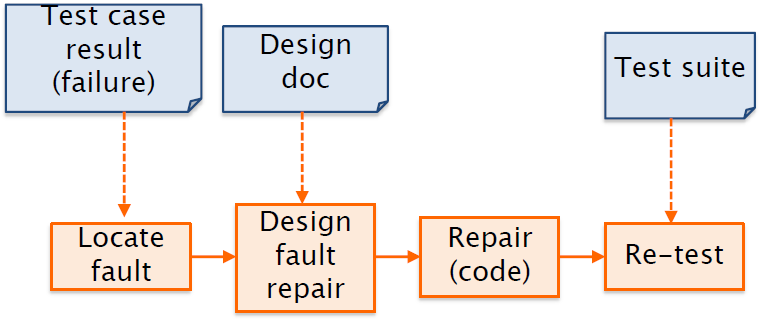 Test case
result
(failure)
Design
doc
Test suite
Locate
fault
Design
fault
repair
Repair
(code)
Re-test